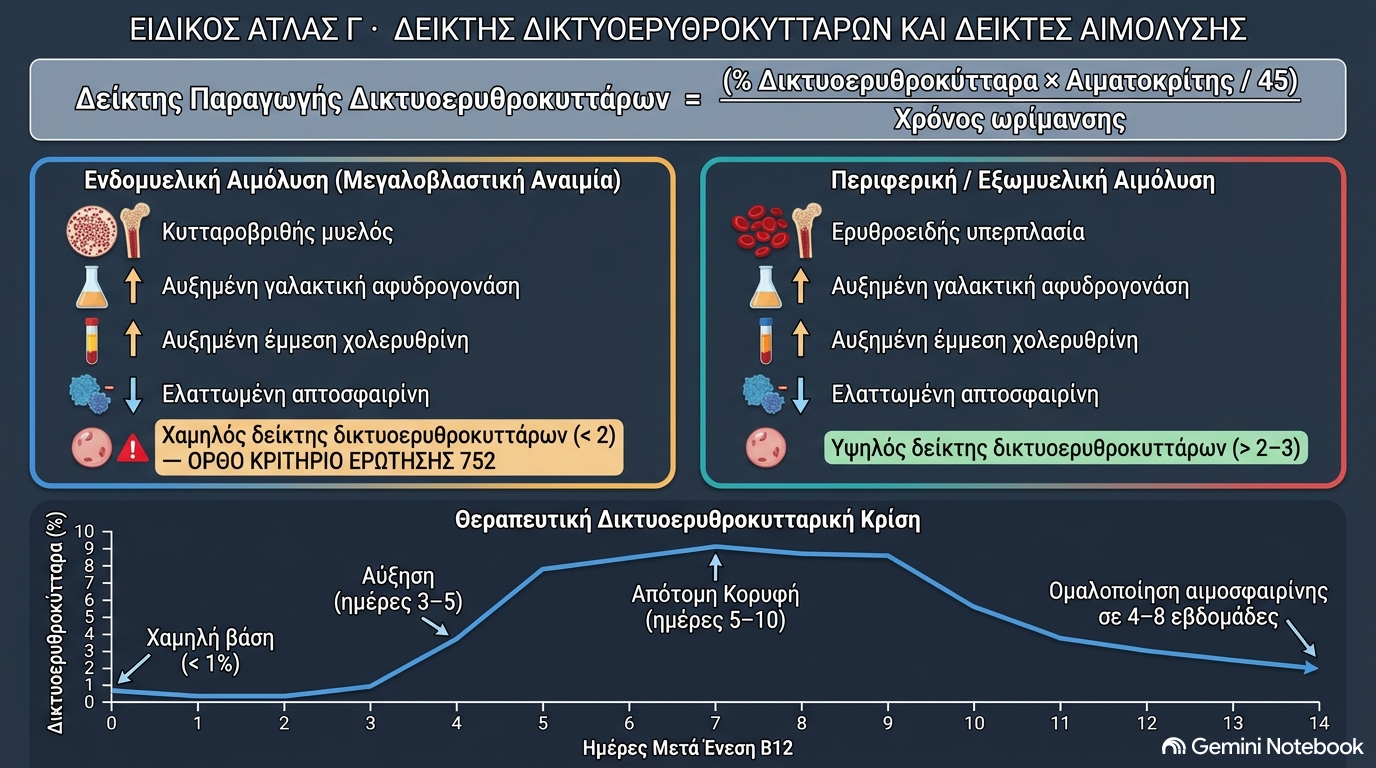 ΕΙΔΙΚΟΣ ΑΤΛΑΣ Γ · ΔΕΙΚΤΗΣ ΔΙΚΤΥΟΕΡΥΘΡΟΚΥΤΤΑΡΩΝ ΚΑΙ ΔΕΙΚΤΕΣ ΑΙΜΟΛΥΣΗΣ
Δείκτης Παραγωγής Δικτυοερυθροκυττάρων = (% Δικτυοερυθροκύτταρα × Αιματοκρίτης / 45)
Χρόνος ωρίμανσης
Ενδομυελική Αιμόλυση (Μεγαλοβλαστική Αναιμία)
Κυτταροβριθής μυελός
Αυξημένη γαλακτική αφυδρογονάση
Αυξημένη έμμεση χολερυθρίνη
Ελαττωμένη απτοσφαιρίνη
Χαμηλός δείκτης δικτυοερυθροκυττάρων (< 2)
— ΟΡΘΟ ΚΡΙΤΗΡΙΟ ΕΡΩΤΗΣΗΣ 752
Περιφερική / Εξωμυελική Αιμόλυση
Ερυθροειδής υπερπλασία
Αυξημένη γαλακτική αφυδρογονάση
Αυξημένη έμμεση χολερυθρίνη
Ελαττωμένη απτοσφαιρίνη
Υψηλός δείκτης δικτυοερυθροκυττάρων (> 2–3)
Θεραπευτική Δικτυοερυθροκυτταρική Κρίση
Δικτυοερυθροκύτταρα (%)
10
9
8
7
6
5
4
3
2
1
0
Χαμηλή βάση
(< 1%)
Αύξηση
(ημέρες 3–5)
Απότομη Κορυφή
(ημέρες 5–10)
Ομαλοποίηση αιμοσφαιρίνης
σε 4–8 εβδομάδες
0 1 2 3 4 5 6 7 8 9 10 11 12 13 14
Ημέρες Μετά Ένεση B12
Gemini Notebook